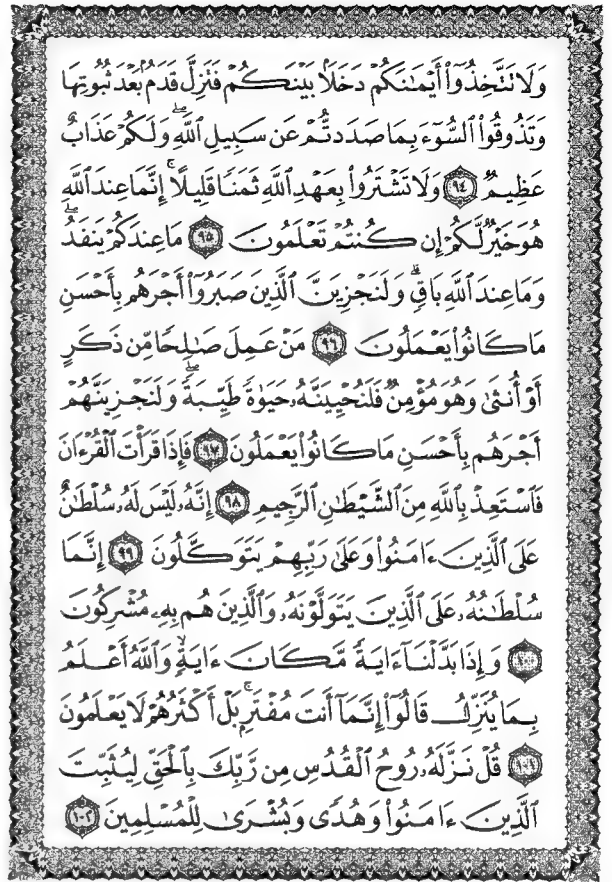 وَلَا تَتَّخِذُوٓا۟ أَيْمَـٰنَكُمْ دَخَلًۢا بَيْنَكُمْ فَتَزِلَّ قَدَمٌۢ بَعْدَ ثُبُوتِهَا
وَتَذُوقُوا۟ ٱلسُّوٓءَ بِمَا صَدَدتُّمْ عَن سَبِيلِ ٱللَّهِ ۖ وَلَكُمْ عَذَابٌ
عَظِيمٌ ٩٤ وَلَا تَشْتَرُوا۟ بِعَهْدِ ٱللَّهِ ثَمَنًا قَلِيلًا ۚ إِنَّمَا عِندَ ٱللَّهِ
هُوَ خَيْرٌ لَّكُمْ إِن كُنتُمْ تَعْلَمُونَ ٩٥ مَا عِندَكُمْ يَنفَدُ ۖ
وَمَا عِندَ ٱللَّهِ بَاقٍ ۗ وَلَنَجْزِيَنَّ ٱلَّذِينَ صَبَرُوٓا۟ أَجْرَهُم بِأَحْسَنِ
مَا كَانُوا۟ يَعْمَلُونَ ٩٦ مَنْ عَمِلَ صَـٰلِحًا مِّن ذَكَرٍ
أَوْ أُنثَىٰ وَهُوَ مُؤْمِنٌ فَلَنُحْيِيَنَّهُۥ حَيَوٰةً طَيِّبَةً ۖ وَلَنَجْزِيَنَّهُمْ
أَجْرَهُم بِأَحْسَنِ مَا كَانُوا۟ يَعْمَلُونَ ٩٧ فَإِذَا قَرَأْتَ ٱلْقُرْءَانَ
فَٱسْتَعِذْ بِٱللَّهِ مِنَ ٱلشَّيْطَـٰنِ ٱلرَّجِيمِ ٩٨ إِنَّهُۥ لَيْسَ لَهُۥ سُلْطَـٰنٌ
عَلَى ٱلَّذِينَ ءَامَنُوا۟ وَعَلَىٰ رَبِّهِمْ يَتَوَكَّلُونَ ٩٩ إِنَّمَا
سُلْطَـٰنُهُۥ عَلَى ٱلَّذِينَ يَتَوَلَّوْنَهُۥ وَٱلَّذِينَ هُم بِهِۦ مُشْرِكُونَ
١٠٠ وَإِذَا بَدَّلْنَآ ءَايَةً مَّكَانَ ءَايَةٍ ۙ وَٱللَّهُ أَعْلَمُ
بِمَا يُنَزِّلُ قَالُوٓا۟ إِنَّمَآ أَنتَ مُفْتَرٍۭ ۚ بَلْ أَكْثَرُهُمْ لَا يَعْلَمُونَ
١٠١ قُلْ نَزَّلَهُۥ رُوحُ ٱلْقُدُسِ مِن رَّبِّكَ بِٱلْحَقِّ لِيُثَبِّتَ
ٱلَّذِينَ ءَامَنُوا۟ وَهُدًى وَبُشْرَىٰ لِلْمُسْلِمِينَ ١٠٢